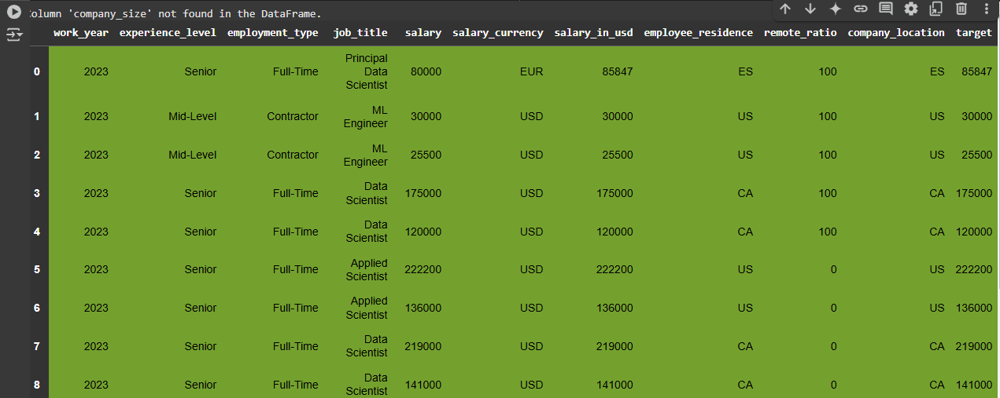 Column 'company_size' not found in the DataFrame.
work_year experience_level employment_type job_title salary salary_currency salary_in_usd employee_residence remote_ratio company_location target
0 2023 Senior Full-Time Principal Data Scientist 80000 EUR 85847 ES 100 ES 85847
1 2023 Mid-Level Contractor ML Engineer 30000 USD 30000 US 100 US 30000
2 2023 Mid-Level Contractor ML Engineer 25500 USD 25500 US 100 US 25500
3 2023 Senior Full-Time Data Scientist 175000 USD 175000 CA 100 CA 175000
4 2023 Senior Full-Time Data Scientist 120000 USD 120000 CA 100 CA 120000
5 2023 Senior Full-Time Applied Scientist 222200 USD 222200 US 0 US 222200
6 2023 Senior Full-Time Applied Scientist 136000 USD 136000 US 0 US 136000
7 2023 Senior Full-Time Data Scientist 219000 USD 219000 CA 0 CA 219000
8 2023 Senior Full-Time Data Scientist 141000 USD 141000 CA 0 CA 141000